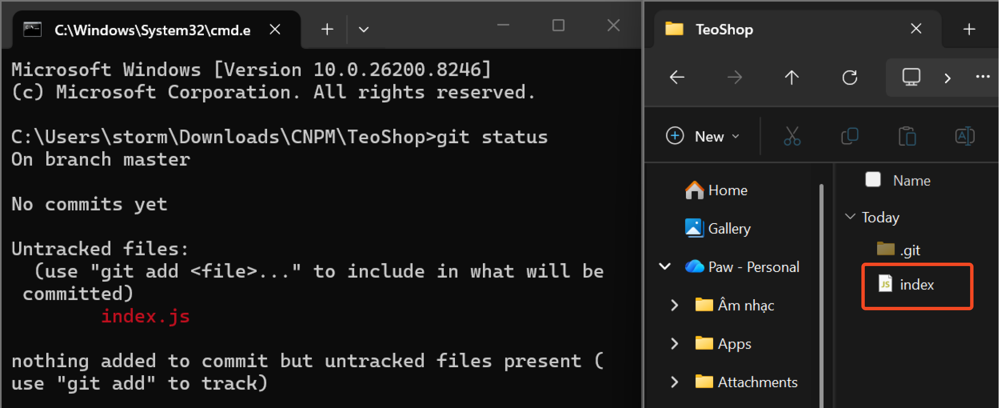 C:\Windows\System32\cmd.e
Microsoft Windows [Version 10.0.26200.8246]
(c) Microsoft Corporation. All rights reserved.
C:\Users\storm\Downloads\CNPM\TeoShop>git status
On branch master
No commits yet
Untracked files:
(use "git add <file>..." to include in what will be
committed)
index.js
nothing added to commit but untracked files present (
use "git add" to track)
TeoShop
New
Home
Gallery
Paw - Personal
Âm nhạc
Apps
Attachments
Name
Today
.git
JS index